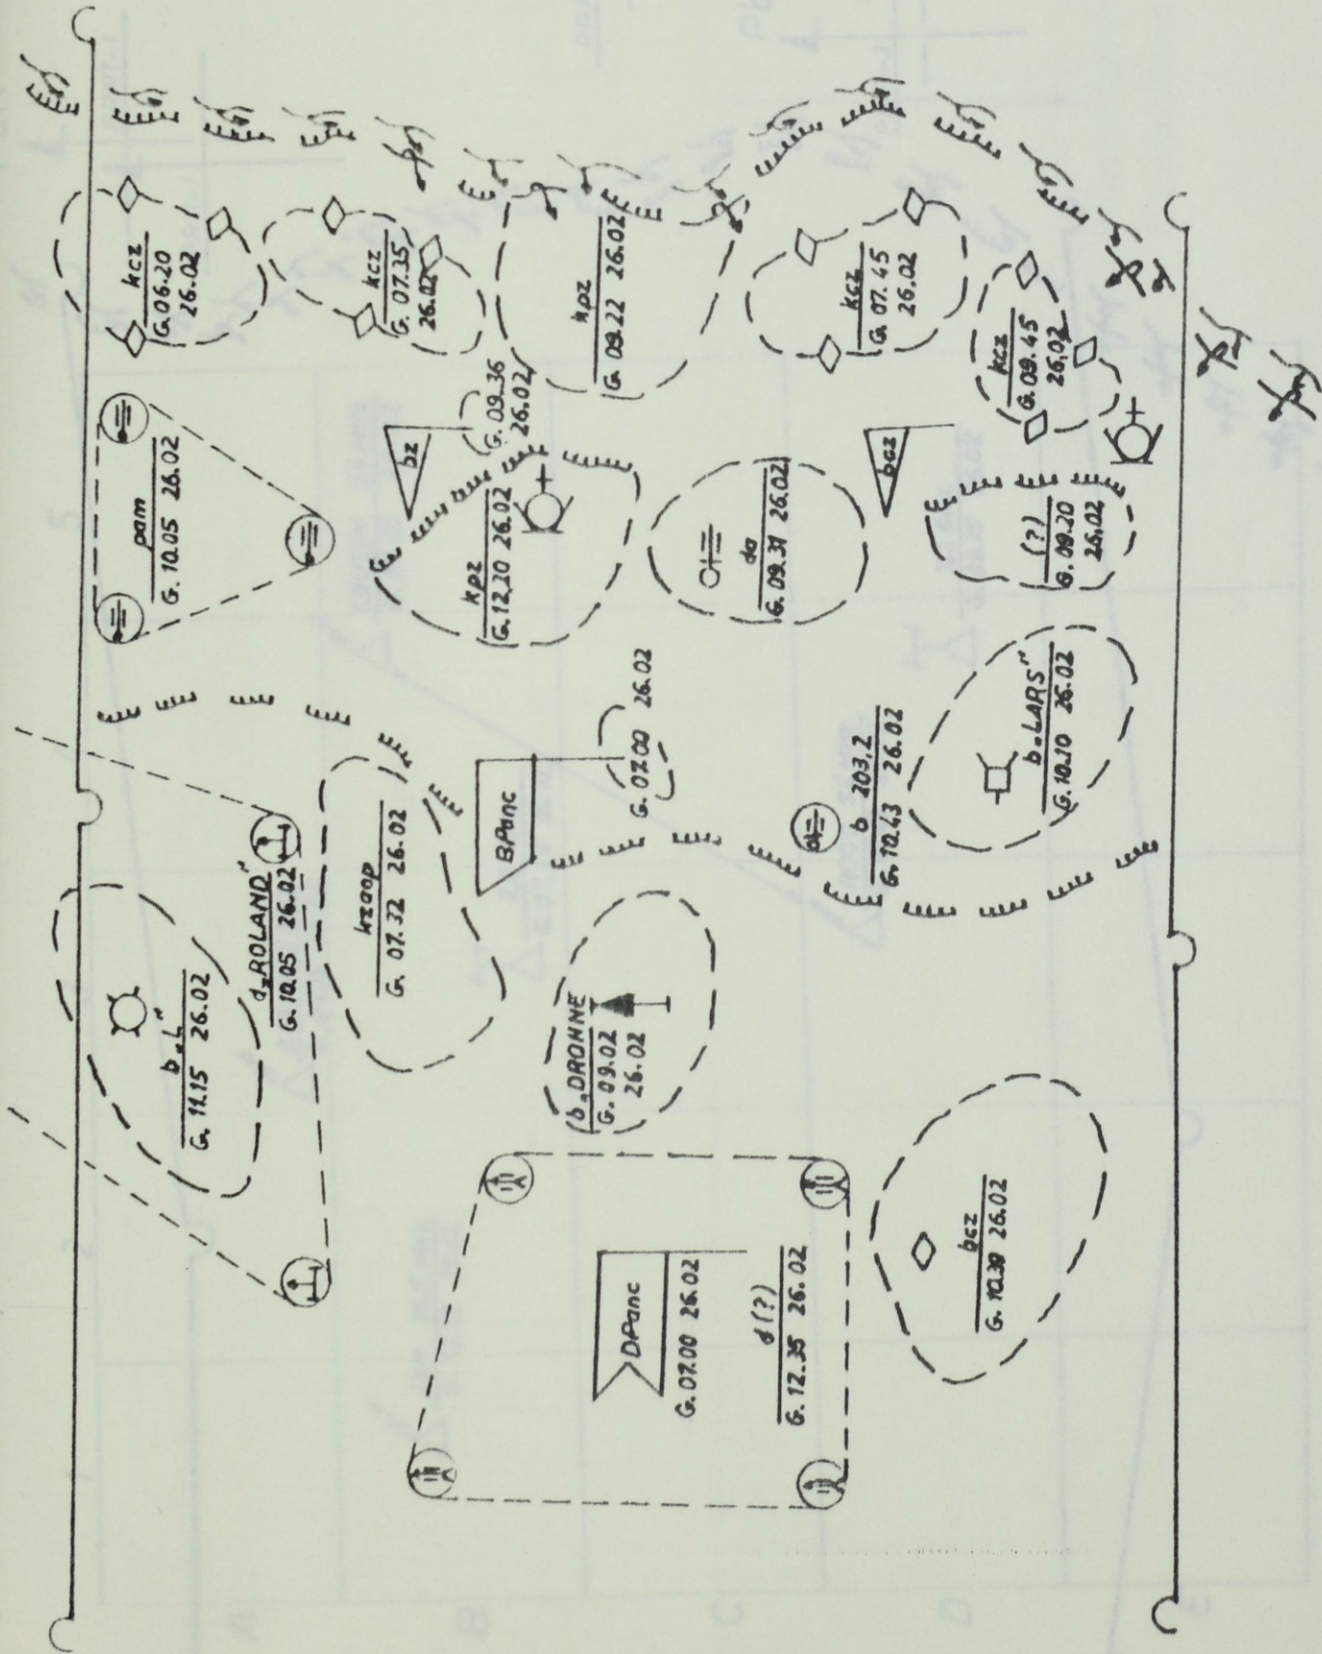 kcz
G. 06.20
26.02
kcz
G. 07.35
26.02
kpz
G. 09.22 26.02
kcz
G. 07.45
26.02
kcz
G. 09.45
26.02
pam
G. 10.05 26.02
bz
G. 09.36
26.02
kpz
G. 12.20 26.02
da
G. 09.31 26.02
bcz
(?)
G. 09.20
26.02
BPanc
G. 07.00 26.02
b 203,2
G. 10.43 26.02
b „LARS"
G. 10.10 26.02
b „L"
G. 11.15 26.02
d „ROLAND"
G. 10.05 26.02
G. 07.32 26.02
b „DROHNE
G. 09.02
26.02
DPanc
G. 07.00 26.02
d (?)
G. 12.35 26.02
bcz
G. 10.39 26.02
A
B
C
D
E